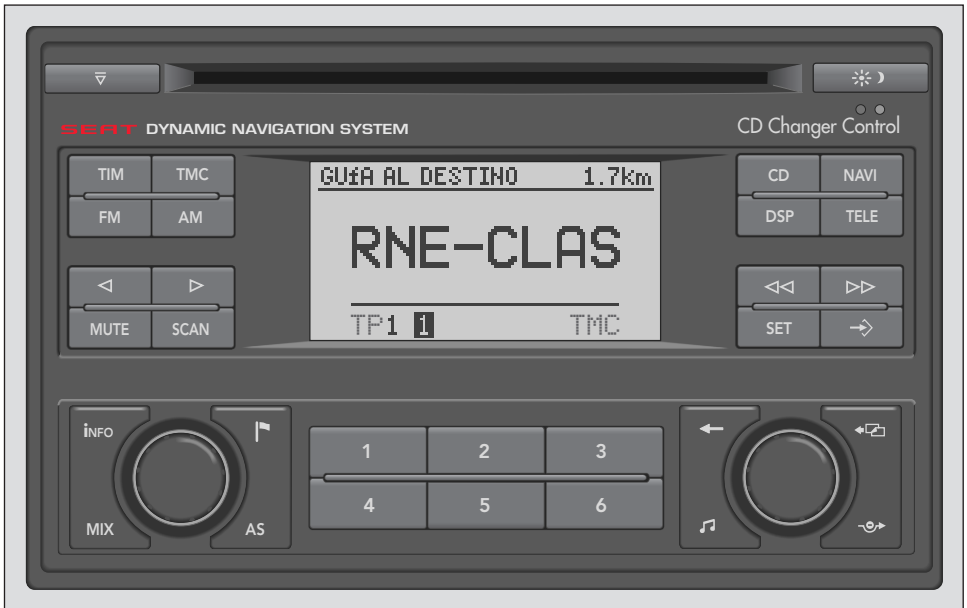 SEAT DYNAMIC NAVIGATION SYSTEM
CD Changer Control
TIM TMC
FM AM
GUíA AL DESTINO 1.7km
RNE-CLAS
TP1 1 TMC
CD NAVI
DSP TELE
MUTE SCAN
SET
iNFO
MIX AS
1 2 3
4 5 6